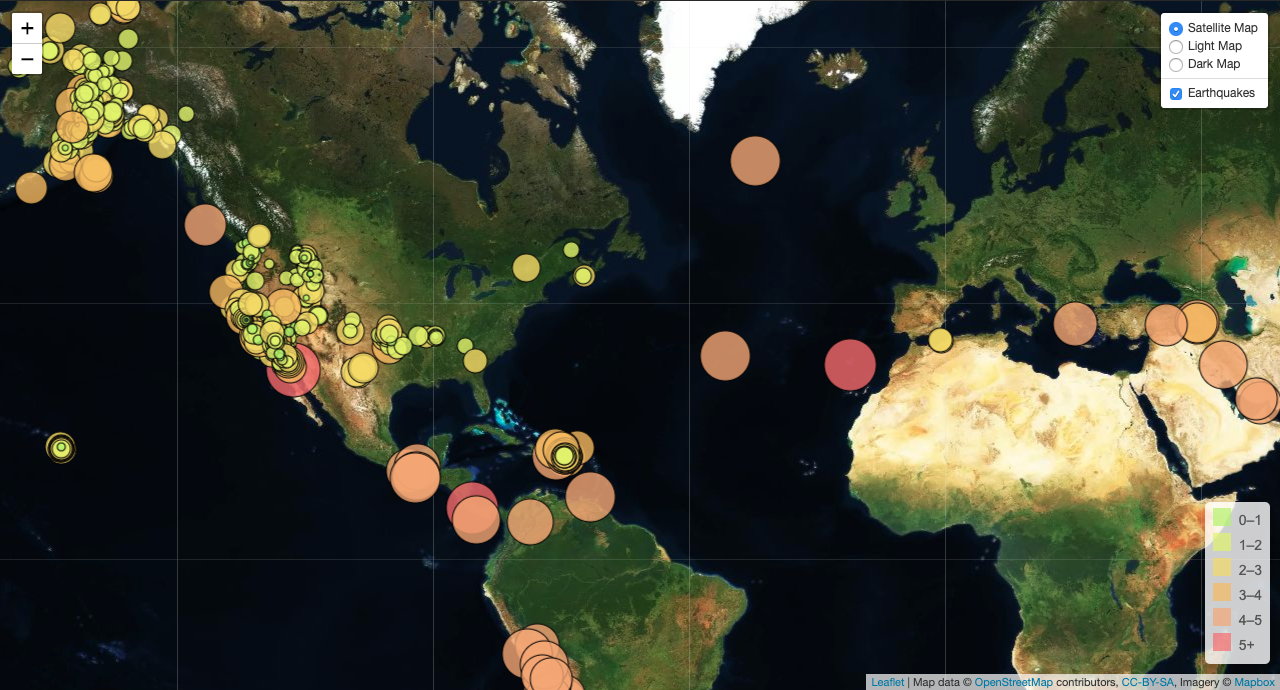 +
−
Satellite Map
Light Map
Dark Map
Earthquakes
0–1
1–2
2–3
3–4
4–5
5+
Leaflet | Map data © OpenStreetMap contributors, CC-BY-SA, Imagery © Mapbox